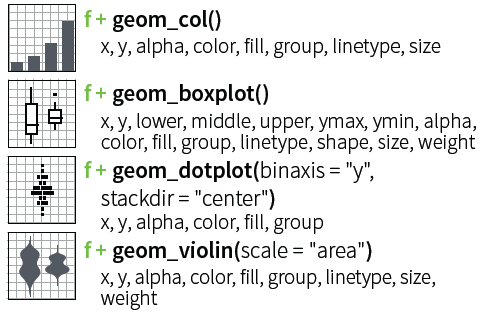 f + geom_col()
x, y, alpha, color, fill, group, linetype, size
f + geom_boxplot()
x, y, lower, middle, upper, ymax, ymin, alpha,
color, fill, group, linetype, shape, size, weight
f + geom_dotplot(binaxis = "y",
stackdir = "center")
x, y, alpha, color, fill, group
f + geom_violin(scale = "area")
x, y, alpha, color, fill, group, linetype, size,
weight